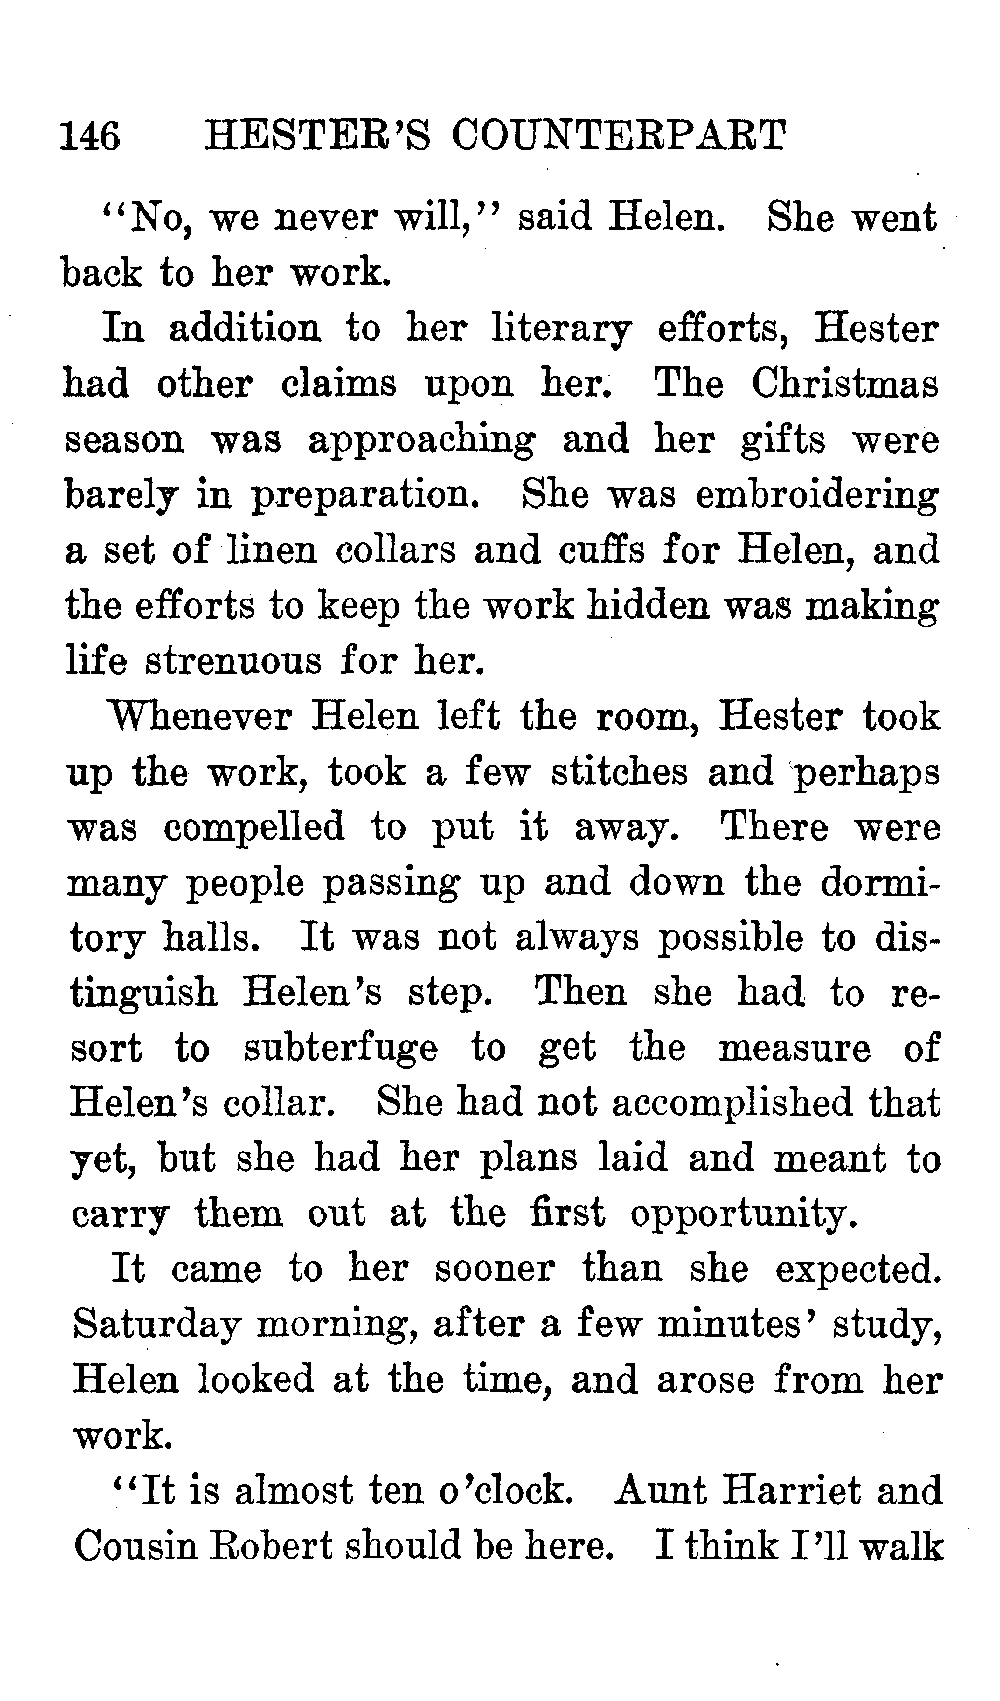 146 HESTER'S COUNTERPART
"No, we never will," said Helen. She went
back to her work.
In addition to her literary efforts, Hester
had other claims upon her. The Christmas
season was approaching and her gifts were
barely in preparation. She was embroidering
a set of linen collars and cuffs for Helen, and
the efforts to keep the work hidden was making
life strenuous for her.
Whenever Helen left the room, Hester took
up the work, took a few stitches and perhaps
was compelled to put it away. There were
many people passing up and down the dormi-
tory halls. It was not always possible to dis-
tinguish Helen's step. Then she had to re-
sort to subterfuge to get the measure of
Helen's collar. She had not accomplished that
yet, but she had her plans laid and meant to
carry them out at the first opportunity.
It came to her sooner than she expected.
Saturday morning, after a few minutes' study,
Helen looked at the time, and arose from her
work.
"It is almost ten o'clock. Aunt Harriet and
Cousin Robert should be here. I think I'll walk